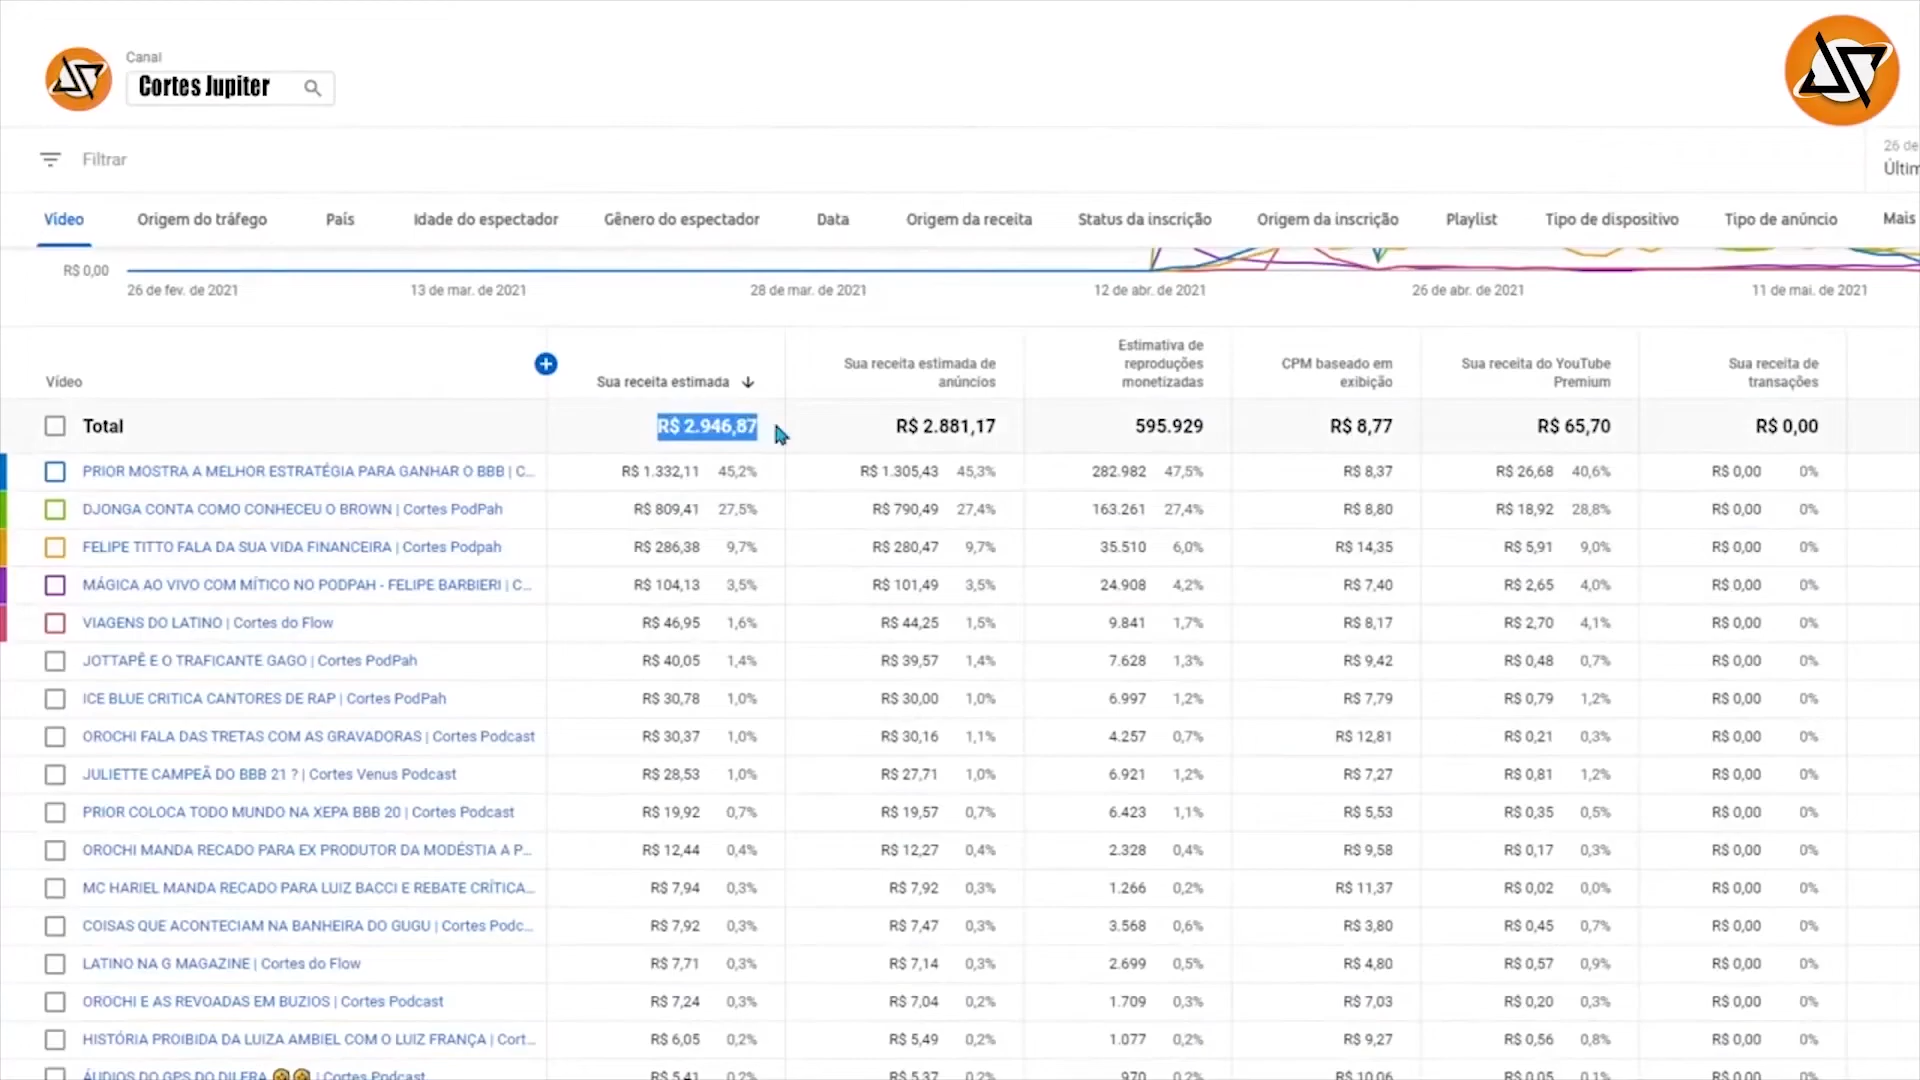 Canal
Cortes Jupiter
Filtrar
26 de
Últim
Vídeo Origem do tráfego País Idade do espectador Gênero do espectador Data Origem da receita Status da inscrição Origem da inscrição Playlist Tipo de dispositivo Tipo de anúncio Mais
R$ 0,00
26 de fev. de 2021 13 de mar. de 2021 28 de mar. de 2021 12 de abr. de 2021 26 de abr. de 2021 11 de mai. de 2021
Vídeo
Sua receita estimada
Sua receita estimada de
anúncios
Estimativa de
reproduções
monetizadas
CPM baseado em
exibição
Sua receita do YouTube
Premium
Sua receita de
transações
Total R$ 2.946,87 R$ 2.881,17 595.929 R$ 8,77 R$ 65,70 R$ 0,00
PRIOR MOSTRA A MELHOR ESTRATÉGIA PARA GANHAR O BBB | C... R$ 1.332,11 45,2% R$ 1.305,43 45,3% 282.982 47,5% R$ 8,37 R$ 26,68 40,6% R$ 0,00 0%
DJONGA CONTA COMO CONHECEU O BROWN | Cortes PodPah R$ 809,41 27,5% R$ 790,49 27,4% 163.261 27,4% R$ 8,80 R$ 18,92 28,8% R$ 0,00 0%
FELIPE TITTO FALA DA SUA VIDA FINANCEIRA | Cortes Podpah R$ 286,38 9,7% R$ 280,47 9,7% 35.510 6,0% R$ 14,35 R$ 5,91 9,0% R$ 0,00 0%
MÁGICA AO VIVO COM MÍTICO NO PODPAH - FELIPE BARBIERI | C... R$ 104,13 3,5% R$ 101,49 3,5% 24.908 4,2% R$ 7,40 R$ 2,65 4,0% R$ 0,00 0%
VIAGENS DO LATINO | Cortes do Flow R$ 46,95 1,6% R$ 44,25 1,5% 9.841 1,7% R$ 8,17 R$ 2,70 4,1% R$ 0,00 0%
JOTTAPÊ E O TRAFICANTE GAGO | Cortes PodPah R$ 40,05 1,4% R$ 39,57 1,4% 7.628 1,3% R$ 9,42 R$ 0,48 0,7% R$ 0,00 0%
ICE BLUE CRITICA CANTORES DE RAP | Cortes PodPah R$ 30,78 1,0% R$ 30,00 1,0% 6.997 1,2% R$ 7,79 R$ 0,79 1,2% R$ 0,00 0%
OROCHI FALA DAS TRETAS COM AS GRAVADORAS | Cortes Podcast R$ 30,37 1,0% R$ 30,16 1,1% 4.257 0,7% R$ 12,81 R$ 0,21 0,3% R$ 0,00 0%
JULIETTE CAMPEÃ DO BBB 21 ? | Cortes Venus Podcast R$ 28,53 1,0% R$ 27,71 1,0% 6.921 1,2% R$ 7,27 R$ 0,81 1,2% R$ 0,00 0%
PRIOR COLOCA TODO MUNDO NA XEPA BBB 20 | Cortes Podcast R$ 19,92 0,7% R$ 19,57 0,7% 6.423 1,1% R$ 5,53 R$ 0,35 0,5% R$ 0,00 0%
OROCHI MANDA RECADO PARA EX PRODUTOR DA MODÉSTIA A P... R$ 12,44 0,4% R$ 12,27 0,4% 2.328 0,4% R$ 9,58 R$ 0,17 0,3% R$ 0,00 0%
MC HARIEL MANDA RECADO PARA LUIZ BACCI E REBATE CRÍTICA... R$ 7,94 0,3% R$ 7,92 0,3% 1.266 0,2% R$ 11,37 R$ 0,02 0,0% R$ 0,00 0%
COISAS QUE ACONTECIAM NA BANHEIRA DO GUGU | Cortes Podc... R$ 7,92 0,3% R$ 7,47 0,3% 3.568 0,6% R$ 3,80 R$ 0,45 0,7% R$ 0,00 0%
LATINO NA G MAGAZINE | Cortes do Flow R$ 7,71 0,3% R$ 7,14 0,3% 2.699 0,5% R$ 4,80 R$ 0,57 0,9% R$ 0,00 0%
OROCHI E AS REVOADAS EM BUZIOS | Cortes Podcast R$ 7,24 0,3% R$ 7,04 0,2% 1.709 0,3% R$ 7,03 R$ 0,20 0,3% R$ 0,00 0%
HISTÓRIA PROIBIDA DA LUIZA AMBIEL COM O LUIZ FRANÇA | Cort... R$ 6,05 0,2% R$ 5,49 0,2% 1.077 0,2% R$ 9,27 R$ 0,56 0,8% R$ 0,00 0%
ÁUDIOS DO GPS DO DILERA | Cortes Podcast R$ 5,41 0,2% R$ 5,37 0,2% 970 0,2% R$ 10,06 R$ 0,05 0,1% R$ 0,00 0%